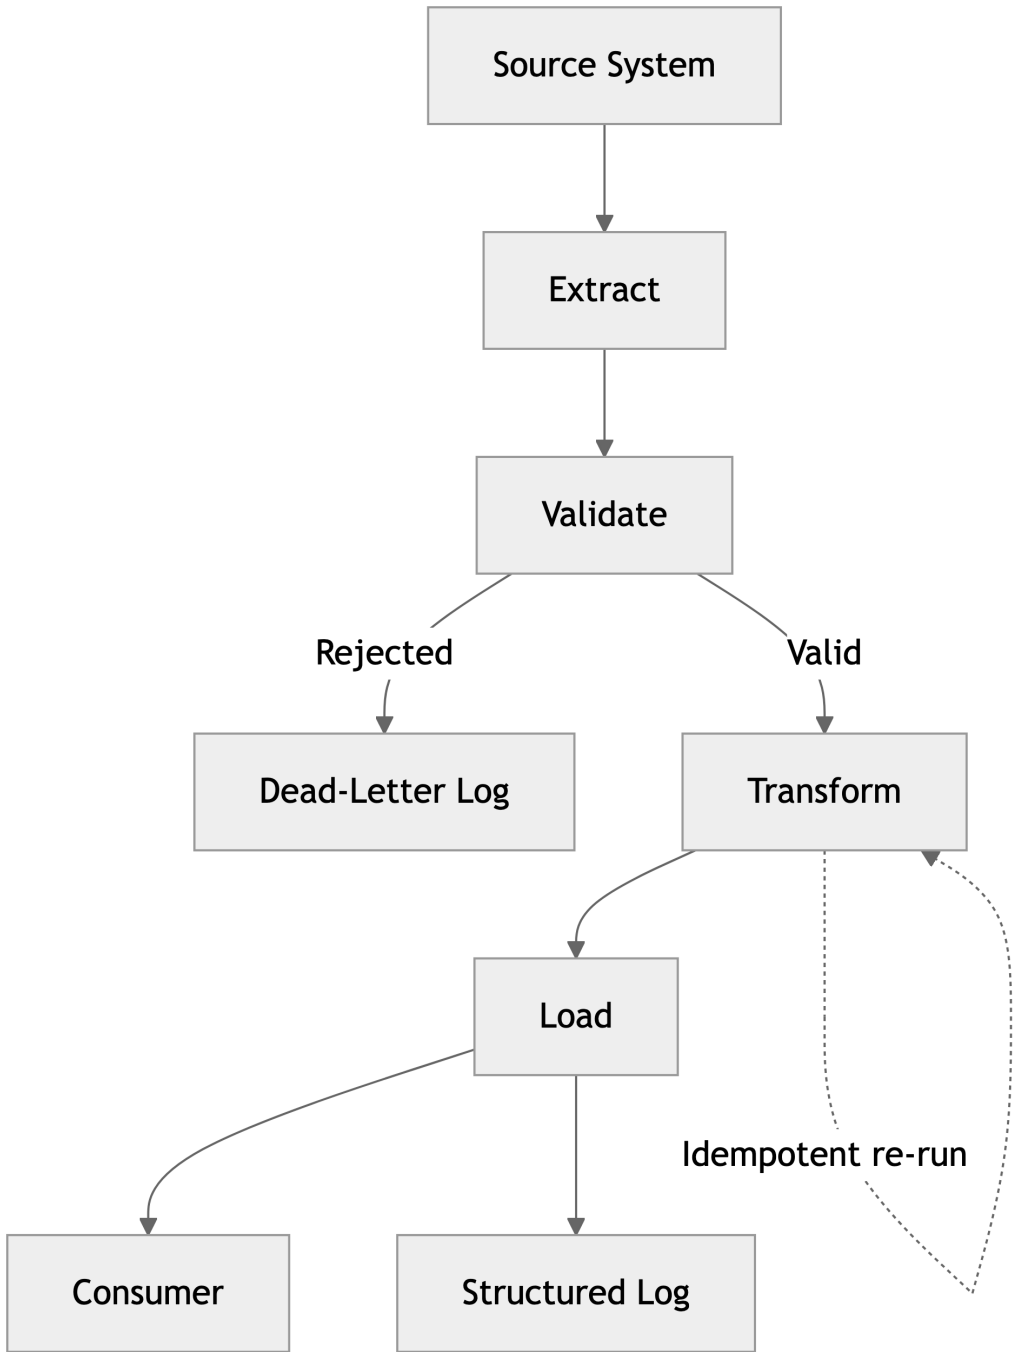 Source System
Extract
Validate
Rejected
Valid
Dead-Letter Log
Transform
Load
Idempotent re-run
Consumer
Structured Log